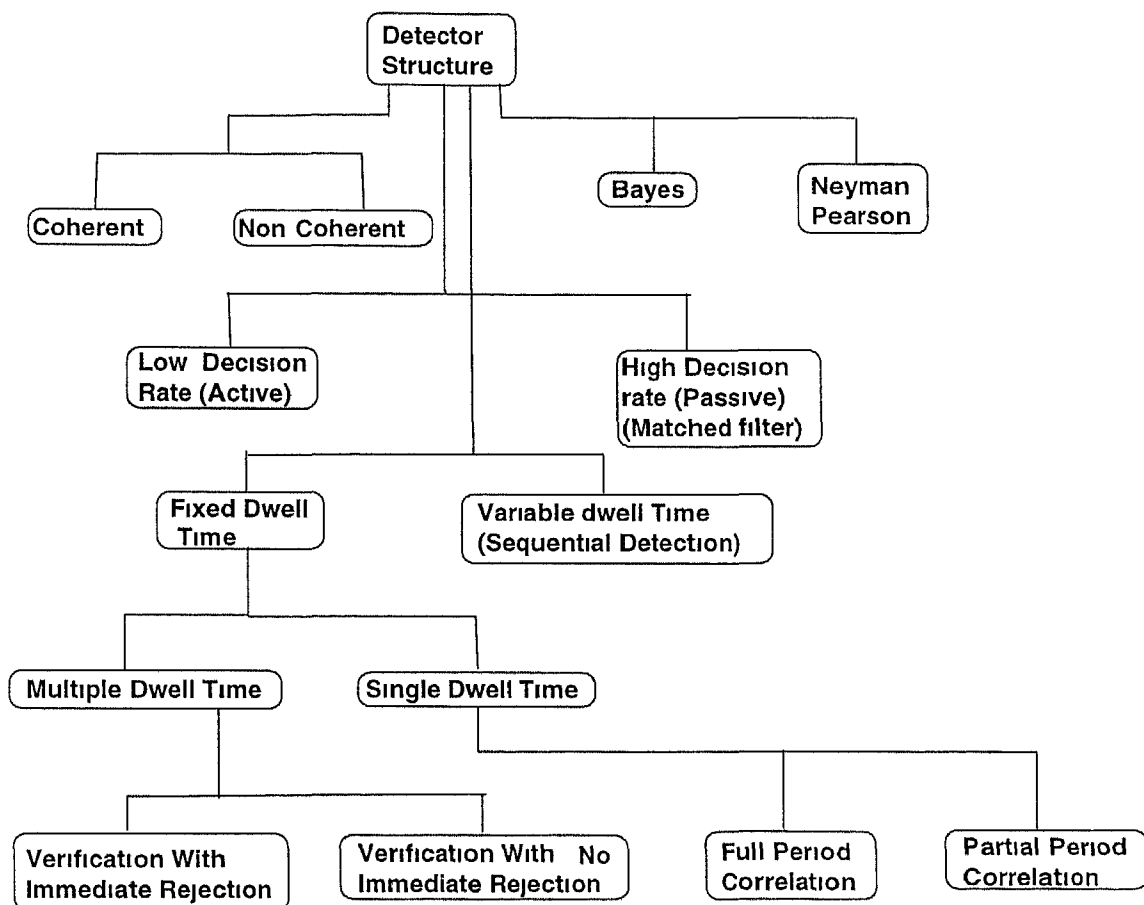 Detector
Structure
Bayes
Neyman
Pearson
Coherent
Non Coherent
Low Decision
Rate (Active)
High Decision
rate (Passive)
(Matched filter)
Fixed Dwell
Time
Variable dwell Time
(Sequential Detection)
Multiple Dwell Time
Single Dwell Time
Verification With
Immediate Rejection
Verification With No
Immediate Rejection
Full Period
Correlation
Partial Period
Correlation